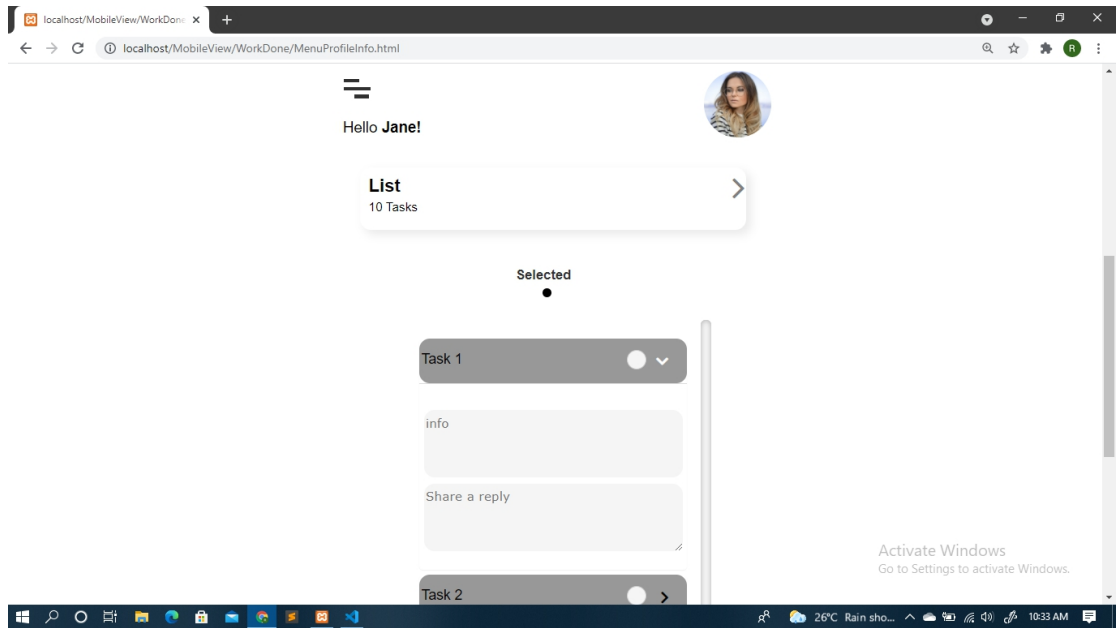 localhost/MobileView/WorkDone
localhost/MobileView/WorkDone/MenuProfileInfo.html
R
Hello Jane!
List
10 Tasks
Selected
Task 1
info
Share a reply
Task 2
Activate Windows
Go to Settings to activate Windows.
26°C Rain sho... 10:33 AM